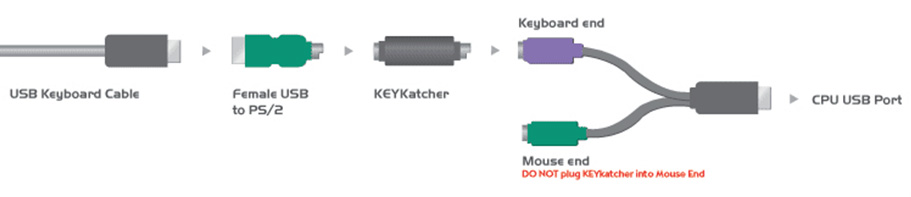 Keyboard end
USB Keyboard Cable
Female USB
to PS/2
KEYKatcher
CPU USB Port
Mouse end
DO NOT plug KEYkatcher into Mouse End